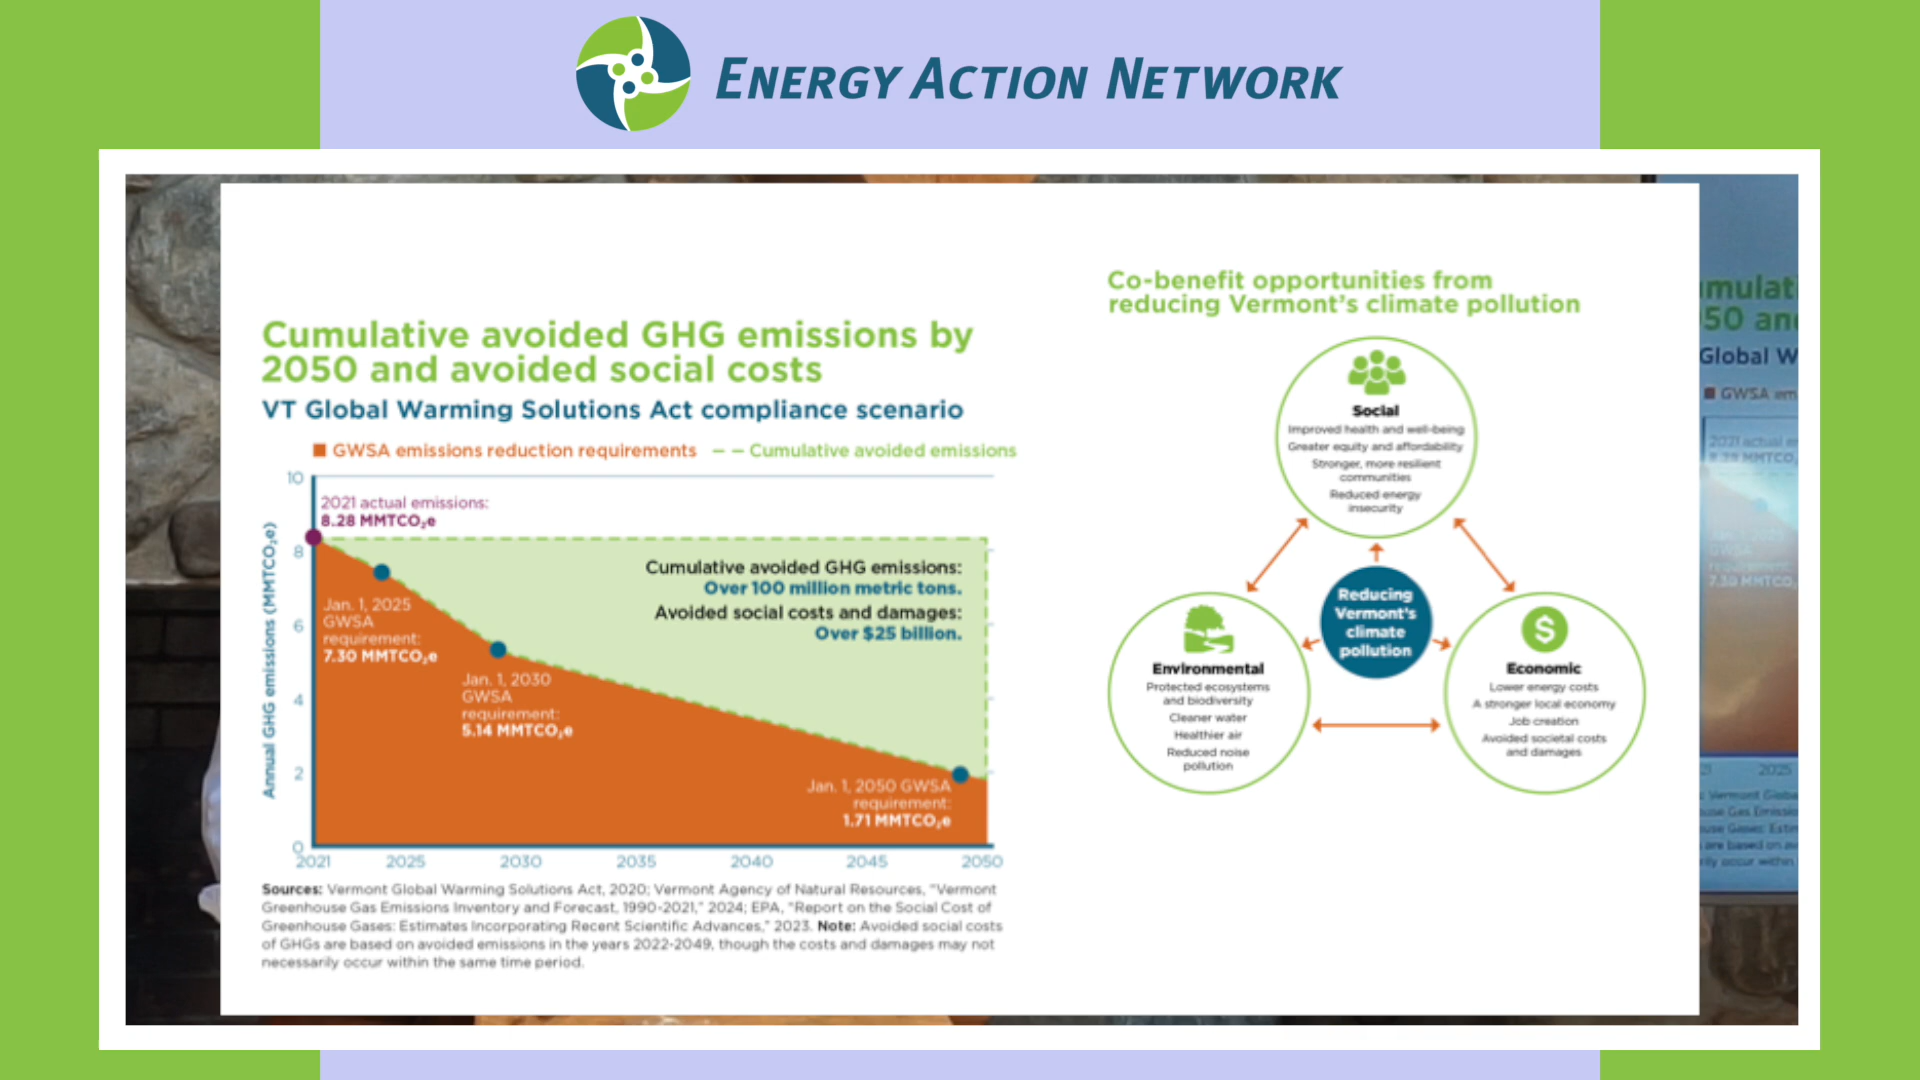 ENERGY ACTION NETWORK
Cumulative avoided GHG emissions by
2050 and avoided social costs
VT Global Warming Solutions Act compliance scenario
GWSA emissions reduction requirements
Cumulative avoided emissions
Annual GHG emissions (MMTCO₂e)
10
8
6
4
2
0
2021 actual emissions:
8.28 MMTCO₂e
Cumulative avoided GHG emissions:
Over 100 million metric tons.
Avoided social costs and damages:
Over $25 billion.
Jan. 1, 2025
GWSA
requirement:
7.30 MMTCO₂e
Jan. 1, 2030
GWSA
requirement:
5.14 MMTCO₂e
Jan. 1, 2050 GWSA
requirement:
1.71 MMTCO₂e
2021 2025 2030 2035 2040 2045 2050
Sources: Vermont Global Warming Solutions Act, 2020; Vermont Agency of Natural Resources, "Vermont
Greenhouse Gas Emissions Inventory and Forecast, 1990-2021," 2024; EPA, "Report on the Social Cost of
Greenhouse Gases: Estimates Incorporating Recent Scientific Advances," 2023. Note: Avoided social costs
of GHGs are based on avoided emissions in the years 2022-2049, though the costs and damages may not
necessarily occur within the same time period.
Co-benefit opportunities from
reducing Vermont's climate pollution
Social
Improved health and well-being
Greater equity and affordability
Stronger, more resilient
communities
Reduced energy
insecurity
Reducing
Vermont's
climate
pollution
Environmental
Protected ecosystems
and biodiversity
Cleaner water
Healthier air
Reduced noise
pollution
Economic
Lower energy costs
A stronger local economy
Job creation
Avoided societal costs
and damages
Global W
GWSA em
2021 actual
7.30 MMTCO
2025